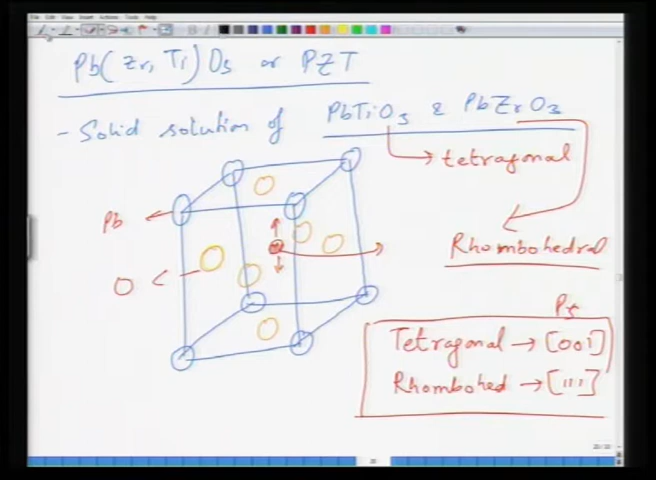 Pb(Zr, Ti)O3 or PZT
- Solid solution of PbTiO3 & PbZrO3
tetragonal
Pb
Rhombohedral
O
Ps
Tetragonal → [001]
Rhombohed → [111]